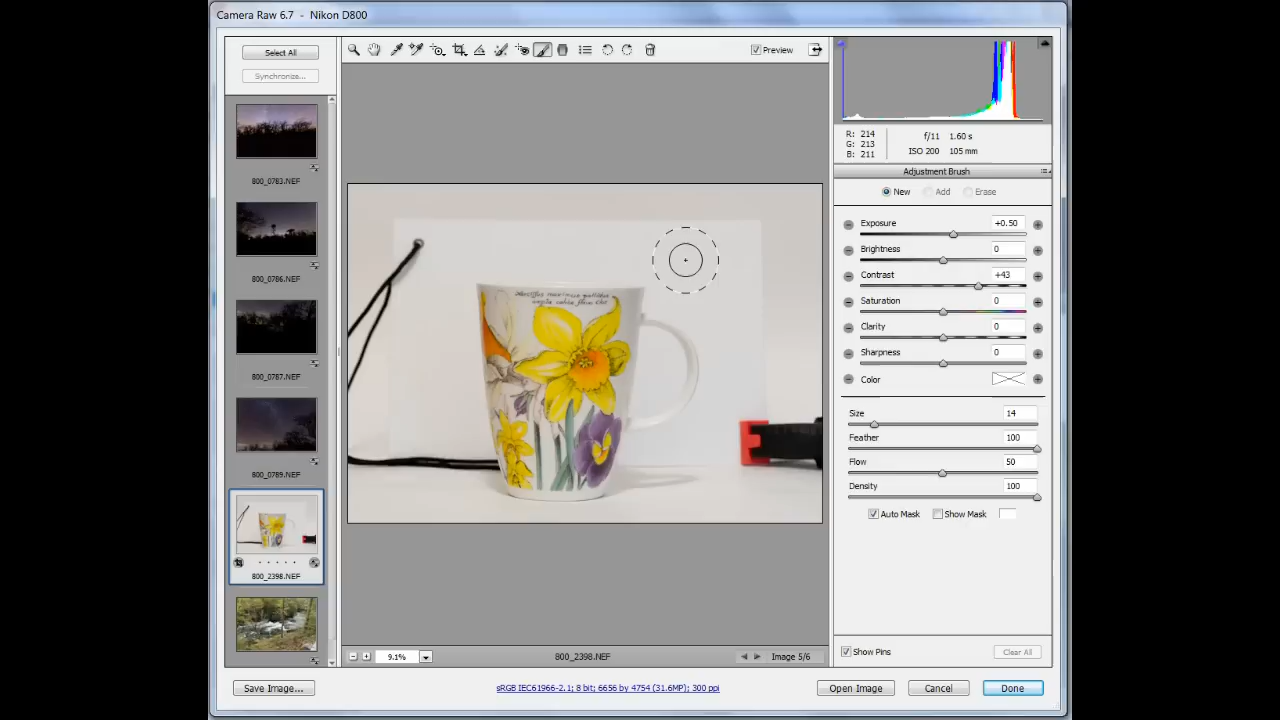 Camera Raw 6.7 - Nikon D800
Select All
Synchronize...
Preview
800_0783.NEF
800_0786.NEF
800_0787.NEF
800_0789.NEF
800_2398.NEF
R: 214
G: 213
B: 211
f/11 1.60 s
ISO 200 105 mm
Adjustment Brush
New Add Erase
Exposure +0.50
Brightness 0
Contrast +43
Saturation 0
Clarity 0
Sharpness 0
Color
Size 14
Feather 100
Flow 50
Density 100
Auto Mask Show Mask
Show Pins Clear All
9.1%
800_2398.NEF
Image 5/6
Save Image...
sRGB IEC61966-2.1; 8 bit; 6656 by 4754 (31.6MP); 300 ppi
Open Image Cancel Done